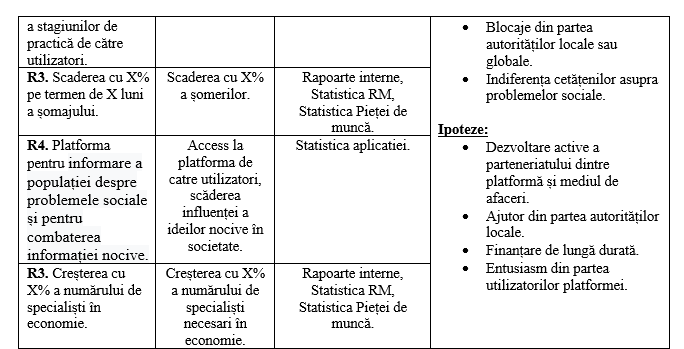 a stagiunilor de
practică de către
utilizatori.
R3. Scaderea cu X%
pe termen de X luni
a șomajului.
Scaderea cu X%
a șomerilor.
Rapoarte interne,
Statistica RM,
Statistica Pieței de
muncă.
R4. Platforma
pentru informare a
populației despre
problemele sociale
și pentru
combaterea
informației nocive.
Access la
platforma de
catre utilizatori,
scăderea
influenței a
ideilor nocive în
societate.
Statistica aplicatiei.
R3. Creșterea cu
X% a numărului de
specialiști în
economie.
Creșterea cu X%
a numărului de
specialiști
necesari în
economie.
Rapoarte interne,
Statistica RM,
Statistica Pieței de
muncă.
• Blocaje din partea
autorităților locale sau
globale.
• Indiferența cetățenilor asupra
problemelor sociale.
Ipoteze:
• Dezvoltare active a
parteneriatului dintre
platformă și mediul de
afaceri.
• Ajutor din partea autorităților
locale.
• Finanțare de lungă durată.
• Entusiasm din partea
utilizatorilor platformei.